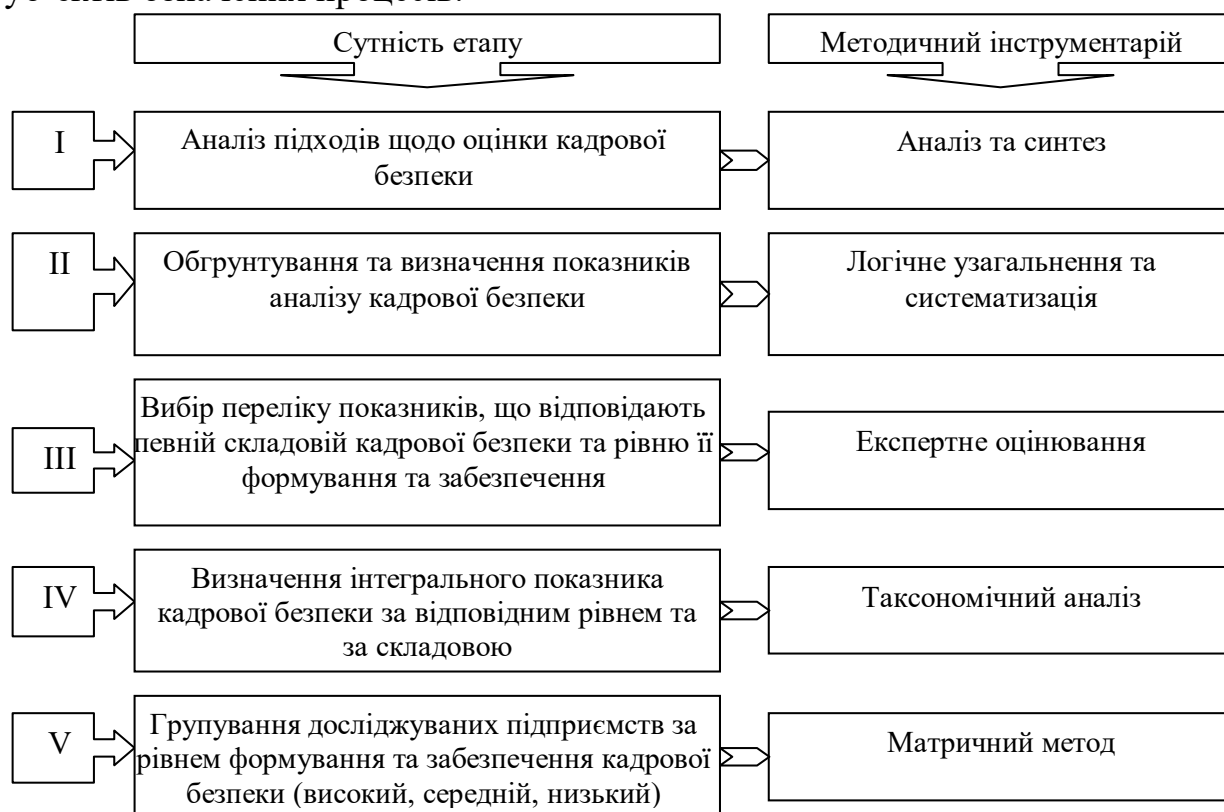 Сутність етапу
Методичний інструментарій
I
Аналіз підходів щодо оцінки кадрової
безпеки
Аналіз та синтез
II
Обгрунтування та визначення показників
аналізу кадрової безпеки
Логічне узагальнення та
систематизація
III
Вибір переліку показників, що відповідають
певній складовій кадрової безпеки та рівню її
формування та забезпечення
Експертне оцінювання
IV
Визначення інтегрального показника
кадрової безпеки за відповідним рівнем та
за складовою
Таксономічний аналіз
V
Групування досліджуваних підприємств за
рівнем формування та забезпечення кадрової
безпеки (високий, середній, низький)
Матричний метод